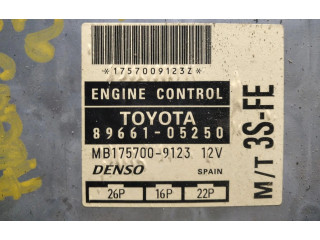 *1757009123Z*
ENGINE CONTROL
TOYOTA
89661-05250
MB175700-9123 12V
DENSO SPAIN
26P 16P 22P
M/T 3S-FE